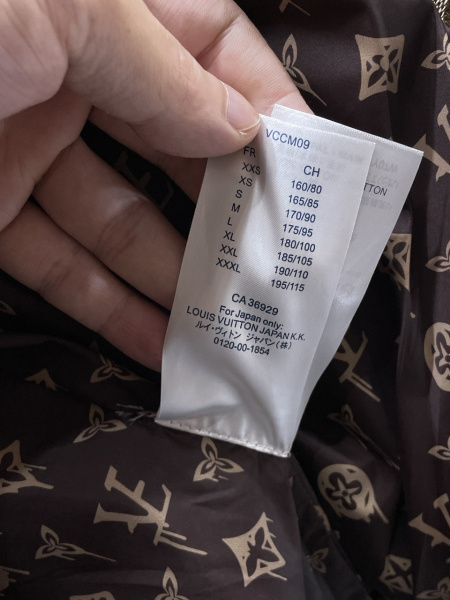 VCCM09
FR CH
XXS 160/80
XS 165/85
S 170/90
M 175/95
L 180/100
XL 185/105
XXL 190/110
XXXL 195/115
CA 36929
For Japan only:
LOUIS VUITTON JAPAN K.K.
ルイ・ヴィトン ジャパン(株)
0120-00-1854